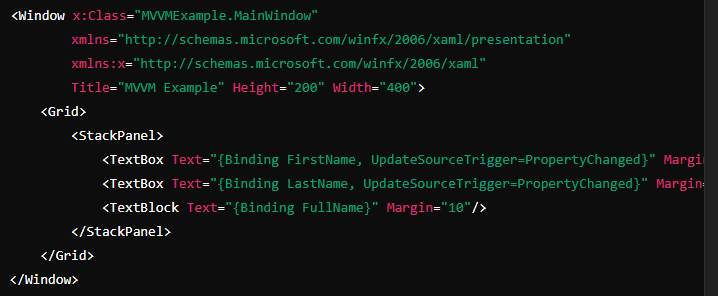 <Window x:Class="MVVMExample.MainWindow"
xmlns="http://schemas.microsoft.com/winfx/2006/xaml/presentation"
xmlns:x="http://schemas.microsoft.com/winfx/2006/xaml"
Title="MVVM Example" Height="200" Width="400">
<Grid>
<StackPanel>
<TextBox Text="{Binding FirstName, UpdateSourceTrigger=PropertyChanged}" Margin
<TextBox Text="{Binding LastName, UpdateSourceTrigger=PropertyChanged}" Margin=
<TextBlock Text="{Binding FullName}" Margin="10"/>
</StackPanel>
</Grid>
</Window>